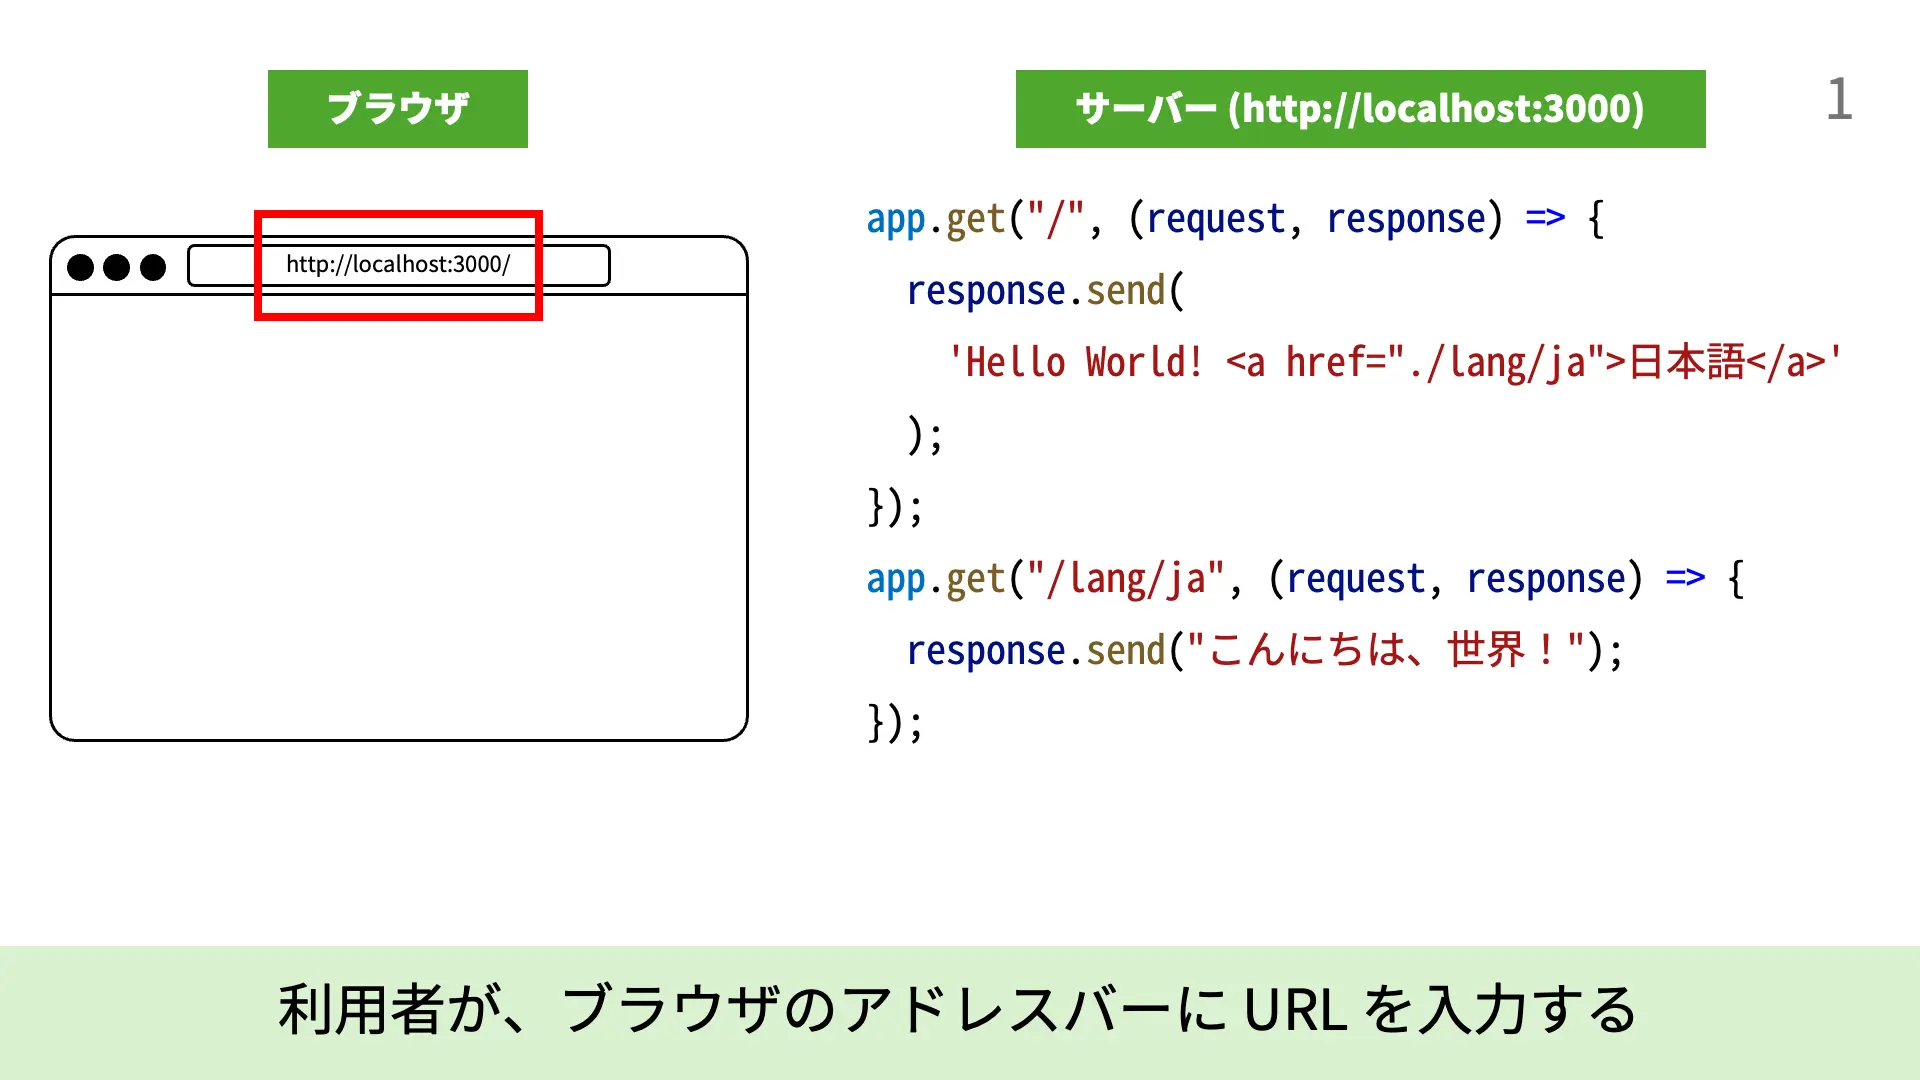 ブラウザ
サーバー (http://localhost:3000)
1
http://localhost:3000/
app.get("/", (request, response) => {
  response.send(
    'Hello World! <a href="./lang/ja">日本語</a>'
  );
});
app.get("/lang/ja", (request, response) => {
  response.send("こんにちは、世界！");
});
利用者が、ブラウザのアドレスバーに URL を入力する